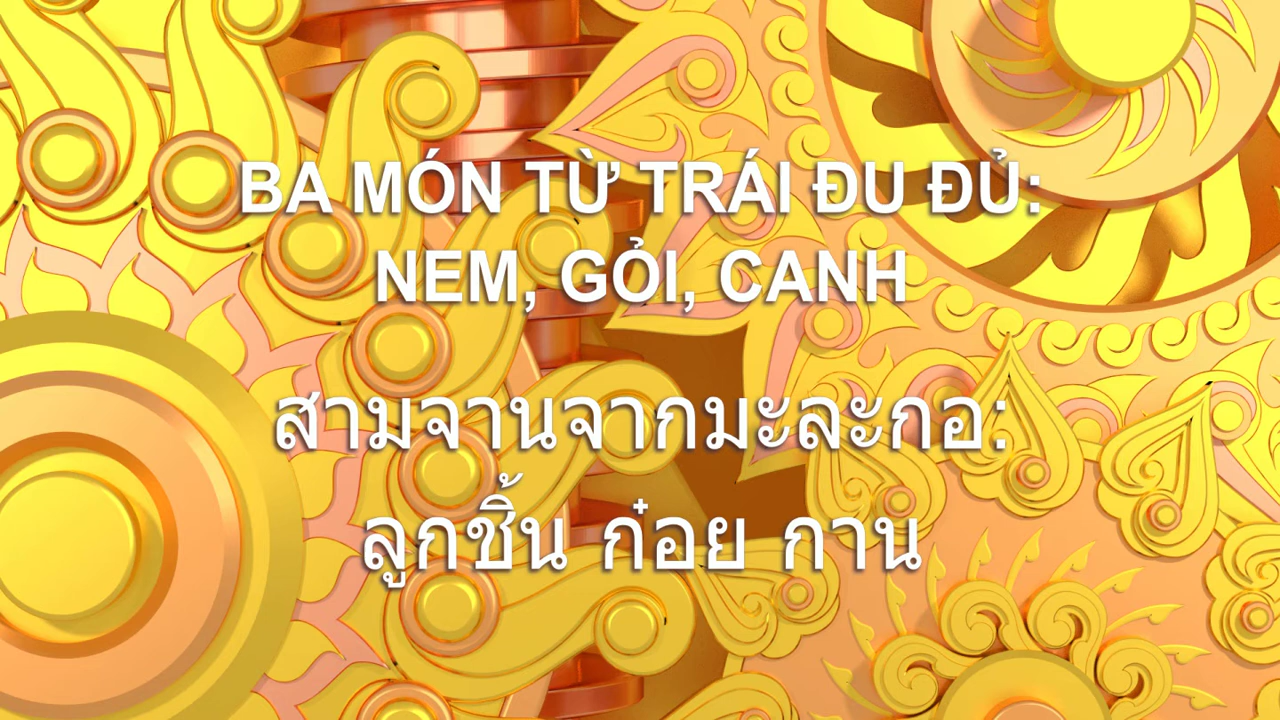 BA MÓN TỪ TRÁI ĐU ĐỦ:
NEM, GỎI, CANH
สามจานจากมะละกอ:
ลูกชิ้น ก๋อย กาน